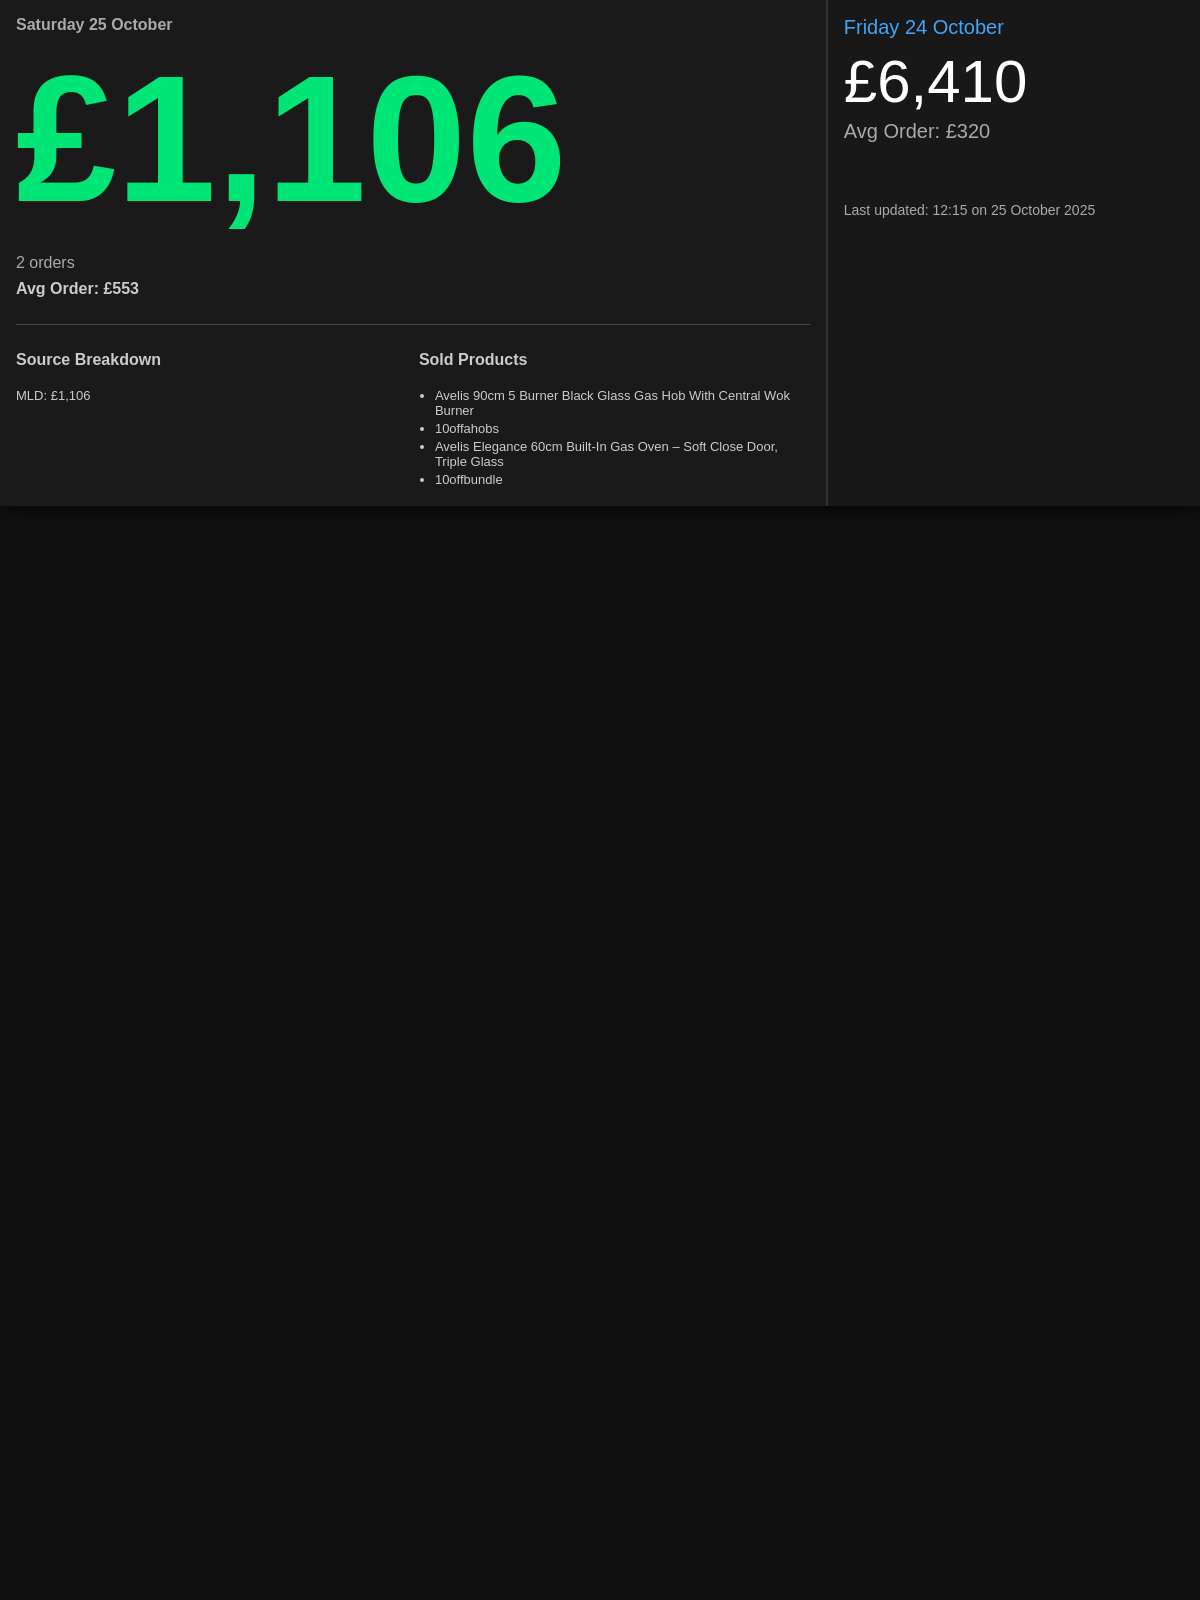 Saturday 25 October
£1,106
2 orders
Avg Order: £553
Source Breakdown
MLD: £1,106
Sold Products
• Avelis 90cm 5 Burner Black Glass Gas Hob With Central Wok
Burner
• 10offahobs
• Avelis Elegance 60cm Built-In Gas Oven – Soft Close Door,
Triple Glass
• 10offbundle
Friday 24 October
£6,410
Avg Order: £320
Last updated: 12:15 on 25 October 2025